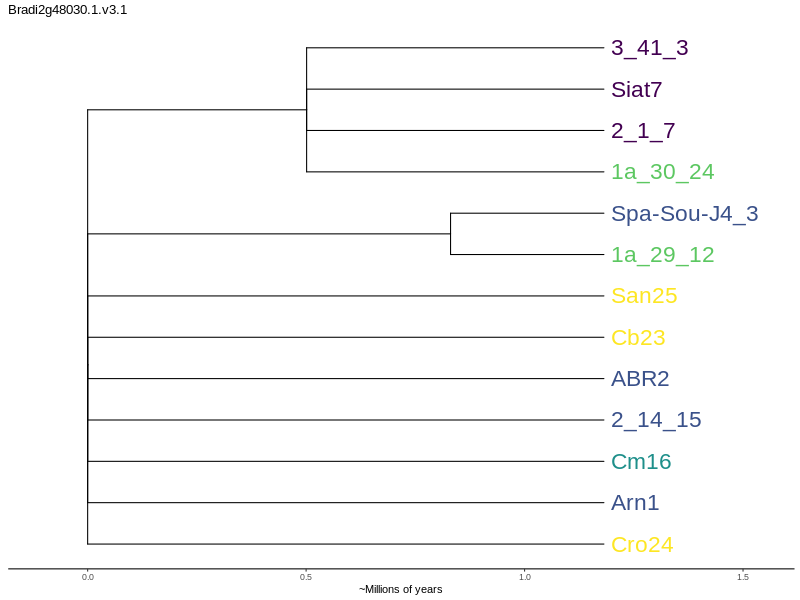 Bradi2g48030.1.v3.1
3_41_3
Siat7
2_1_7
1a_30_24
Spa-Sou-J4_3
1a_29_12
San25
Cb23
ABR2
2_14_15
Cm16
Arn1
Cro24
0.0 0.5 1.0 1.5
~Millions of years